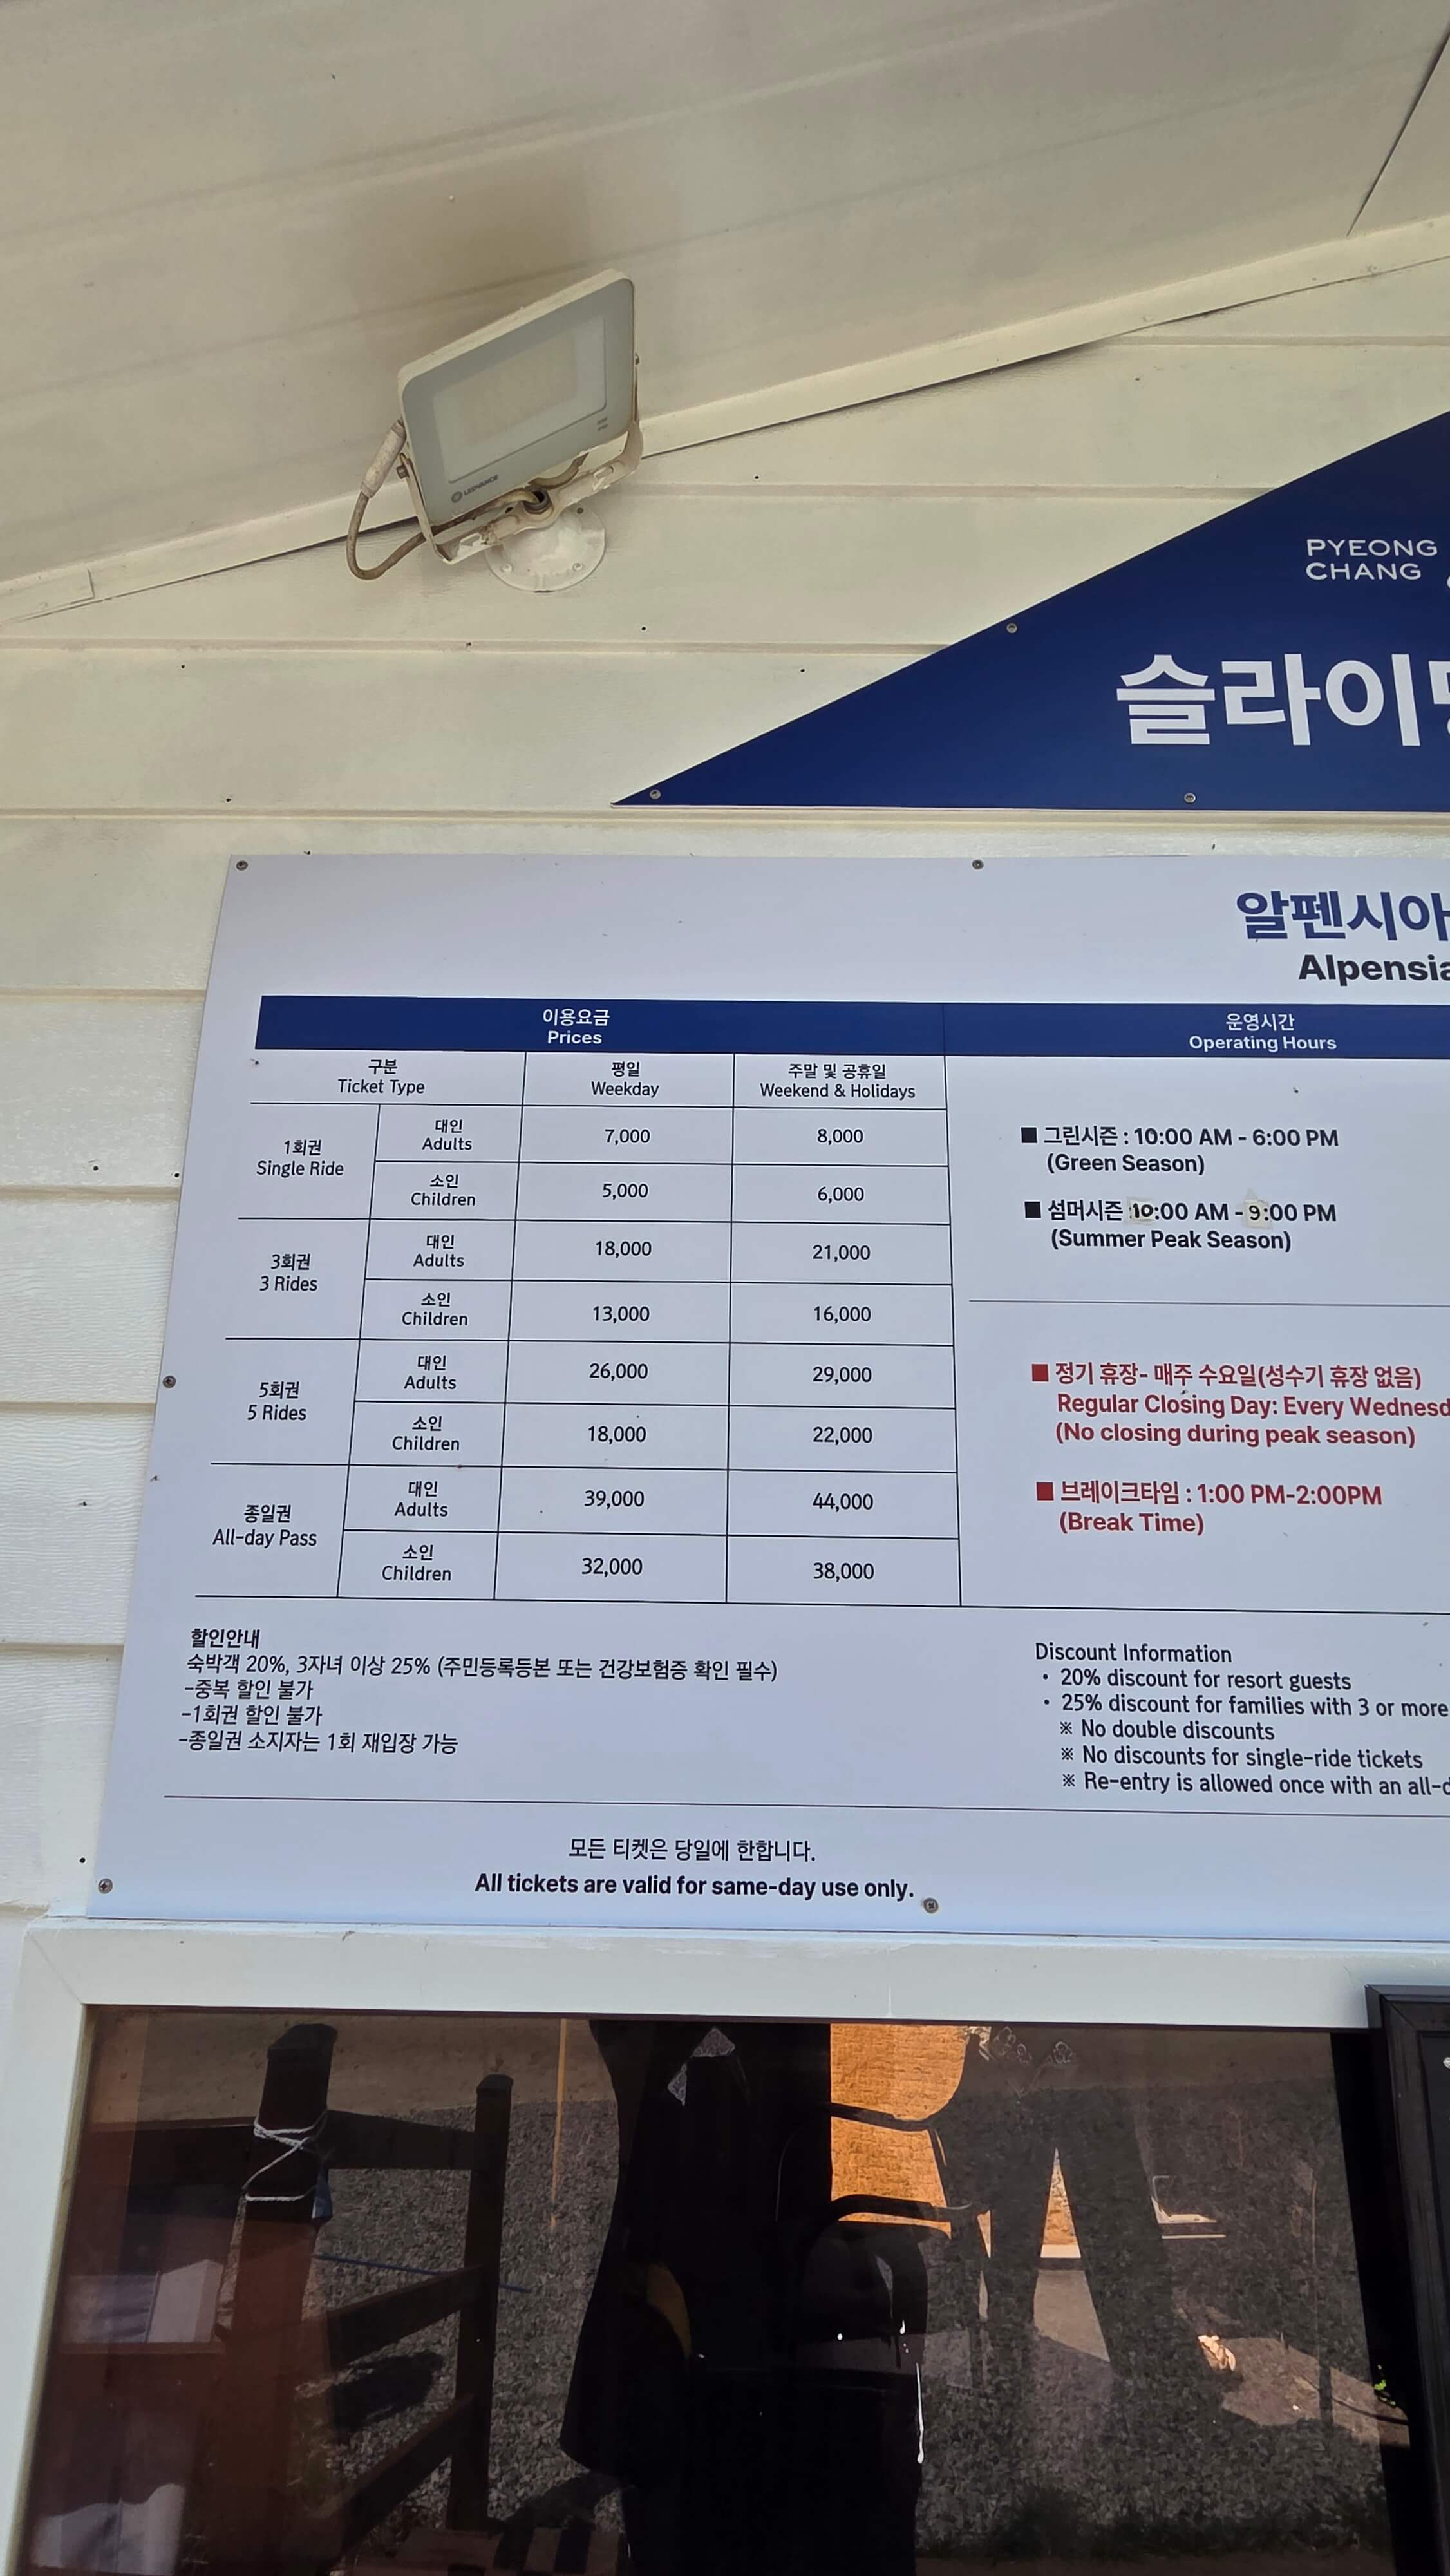 LEDVANCE
PYEONG
CHANG
슬라이
알펜시아
Alpensia
이용요금
Prices
운영시간
Operating Hours
구분
Ticket Type
평일
Weekday
주말 및 공휴일
Weekend & Holidays
1회권
Single Ride
대인
Adults
7,000
8,000
소인
Children
5,000
6,000
3회권
3 Rides
대인
Adults
18,000
21,000
소인
Children
13,000
16,000
5회권
5 Rides
대인
Adults
26,000
29,000
소인
Children
18,000
22,000
종일권
All-day Pass
대인
Adults
39,000
44,000
소인
Children
32,000
38,000
■ 그린시즌 : 10:00 AM - 6:00 PM
(Green Season)
■ 섬머시즌 10:00 AM - 9:00 PM
(Summer Peak Season)
■ 정기 휴장- 매주 수요일(성수기 휴장 없음)
Regular Closing Day: Every Wednesd
(No closing during peak season)
■ 브레이크타임 : 1:00 PM-2:00PM
(Break Time)
할인안내
숙박객 20%, 3자녀 이상 25% (주민등록등본 또는 건강보험증 확인 필수)
-중복 할인 불가
-1회권 할인 불가
-종일권 소지자는 1회 재입장 가능
Discount Information
• 20% discount for resort guests
• 25% discount for families with 3 or more
※ No double discounts
※ No discounts for single-ride tickets
※ Re-entry is allowed once with an all-d
모든 티켓은 당일에 한합니다.
All tickets are valid for same-day use only.